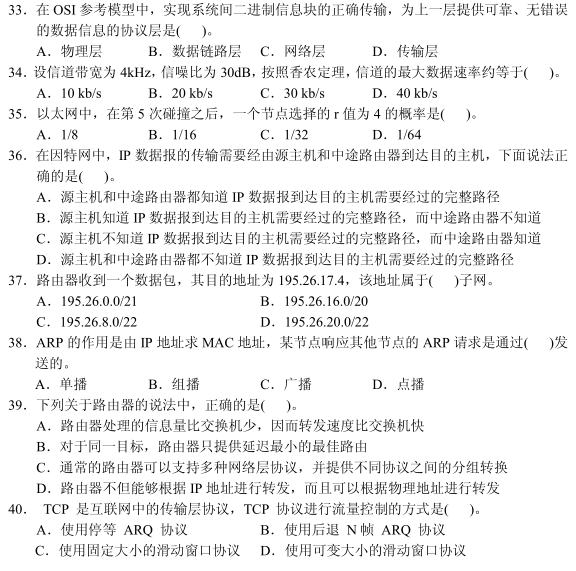 33．在 OSI 参考模型中，实现系统间二进制信息块的正确传输，为上一层提供可靠、无错误
的数据信息的协议层是(    )。
A．物理层    B．数据链路层    C．网络层    D．传输层
34．设信道带宽为 4kHz，信噪比为 30dB，按照香农定理，信道的最大数据速率约等于(    )。
A．10 kb/s    B．20 kb/s    C．30 kb/s    D．40 kb/s
35．以太网中，在第 5 次碰撞之后，一个节点选择的 r 值为 4 的概率是(    )。
A．1/8    B．1/16    C．1/32    D．1/64
36．在因特网中，IP 数据报的传输需要经由源主机和中途路由器到达目的主机，下面说法正
确的是(    )。
A．源主机和中途路由器都知道 IP 数据报到达目的主机需要经过的完整路径
B．源主机知道 IP 数据报到达目的主机需要经过的完整路径，而中途路由器不知道
C．源主机不知道 IP 数据报到达目的主机需要经过的完整路径，而中途路由器知道
D．源主机和中途路由器都不知道 IP 数据报到达目的主机需要经过的完整路径
37．路由器收到一个数据包，其目的地址为 195.26.17.4，该地址属于(    )子网。
A．195.26.0.0/21    B．195.26.16.0/20
C．195.26.8.0/22    D．195.26.20.0/22
38．ARP 的作用是由 IP 地址求 MAC 地址，某节点响应其他节点的 ARP 请求是通过(    )发
送的。
A．单播    B．组播    C．广播    D．点播
39．下列关于路由器的说法中，正确的是(    )。
A．路由器处理的信息量比交换机少，因而转发速度比交换机快
B．对于同一目标，路由器只提供延迟最小的最佳路由
C．通常的路由器可以支持多种网络层协议，并提供不同协议之间的分组转换
D．路由器不但能够根据 IP 地址进行转发，而且可以根据物理地址进行转发
40． TCP 是互联网中的传输层协议，TCP 协议进行流量控制的方式是(    )。
A．使用停等 ARQ 协议    B．使用后退 N 帧 ARQ 协议
C．使用固定大小的滑动窗口协议    D．使用可变大小的滑动窗口协议